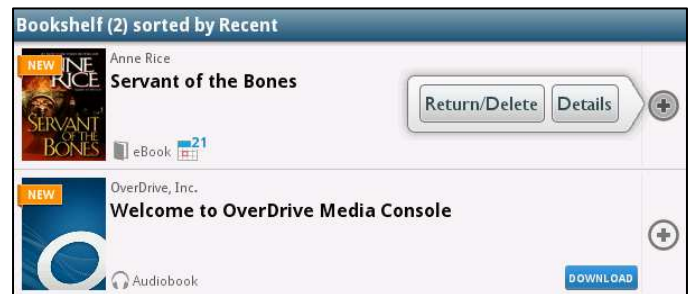 Bookshelf (2) sorted by Recent
NEW
ANNE
RICE
SERVANT
OF THE
BONES
Anne Rice
Servant of the Bones
Return/Delete Details
eBook 21
NEW
OverDrive, Inc.
Welcome to OverDrive Media Console
Audiobook
DOWNLOAD